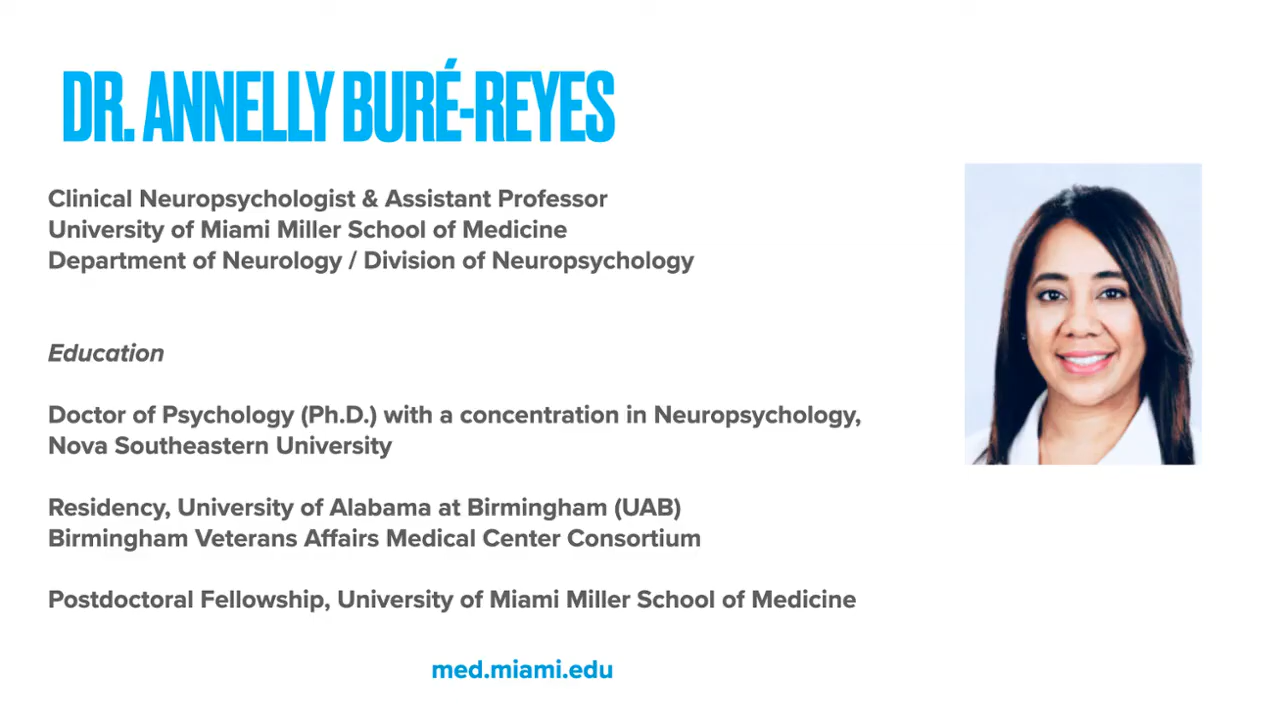 DR. ANNELLY BURÉ-REYES
Clinical Neuropsychologist & Assistant Professor
University of Miami Miller School of Medicine
Department of Neurology / Division of Neuropsychology
Education
Doctor of Psychology (Ph.D.) with a concentration in Neuropsychology,
Nova Southeastern University
Residency, University of Alabama at Birmingham (UAB)
Birmingham Veterans Affairs Medical Center Consortium
Postdoctoral Fellowship, University of Miami Miller School of Medicine
med.miami.edu